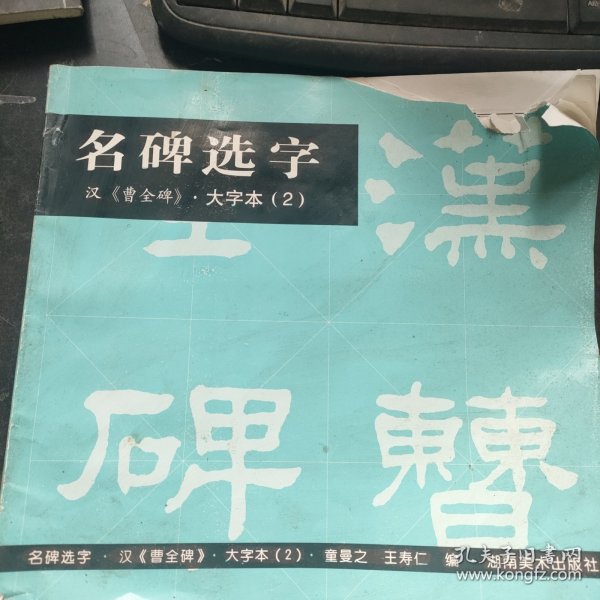 名碑选字
汉《曹全碑》·大字本(2)
漢
曹
碑
名碑选字·汉《曹全碑》·大字本(2)·童曼之 王寿仁 编 湖南美术出版社
孔夫子旧书网
www.kongfz.com